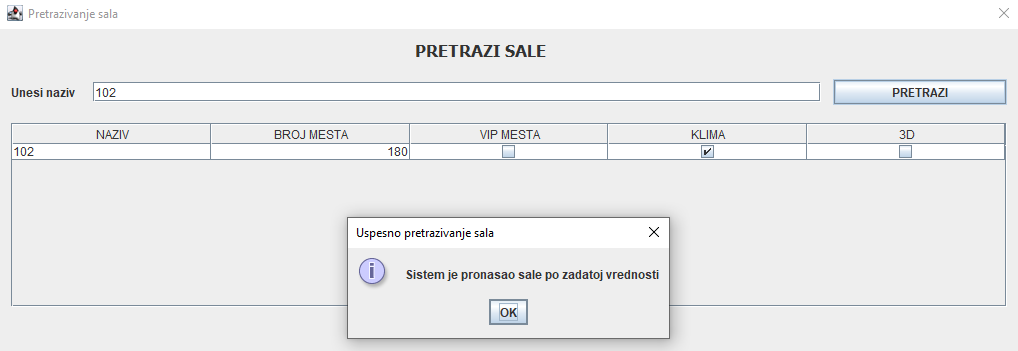 Pretrazivanje sala
PRETRAZI SALE
Unesi naziv 102 PRETRAZI
NAZIV BROJ MESTA VIP MESTA KLIMA 3D
102 180
Uspesno pretrazivanje sala
Sistem je pronasao sale po zadatoj vrednosti
OK